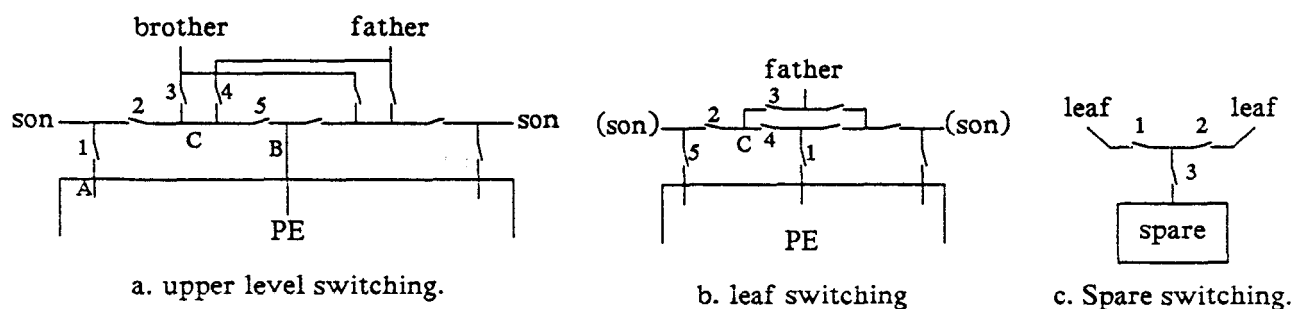 brother father
3 4
2 5
son son
C
1 B
A
PE
a. upper level switching.
father
3
(son) 2 (son)
C 4
5 1
PE
b. leaf switching
leaf leaf
1 2
3
spare
c. Spare switching.